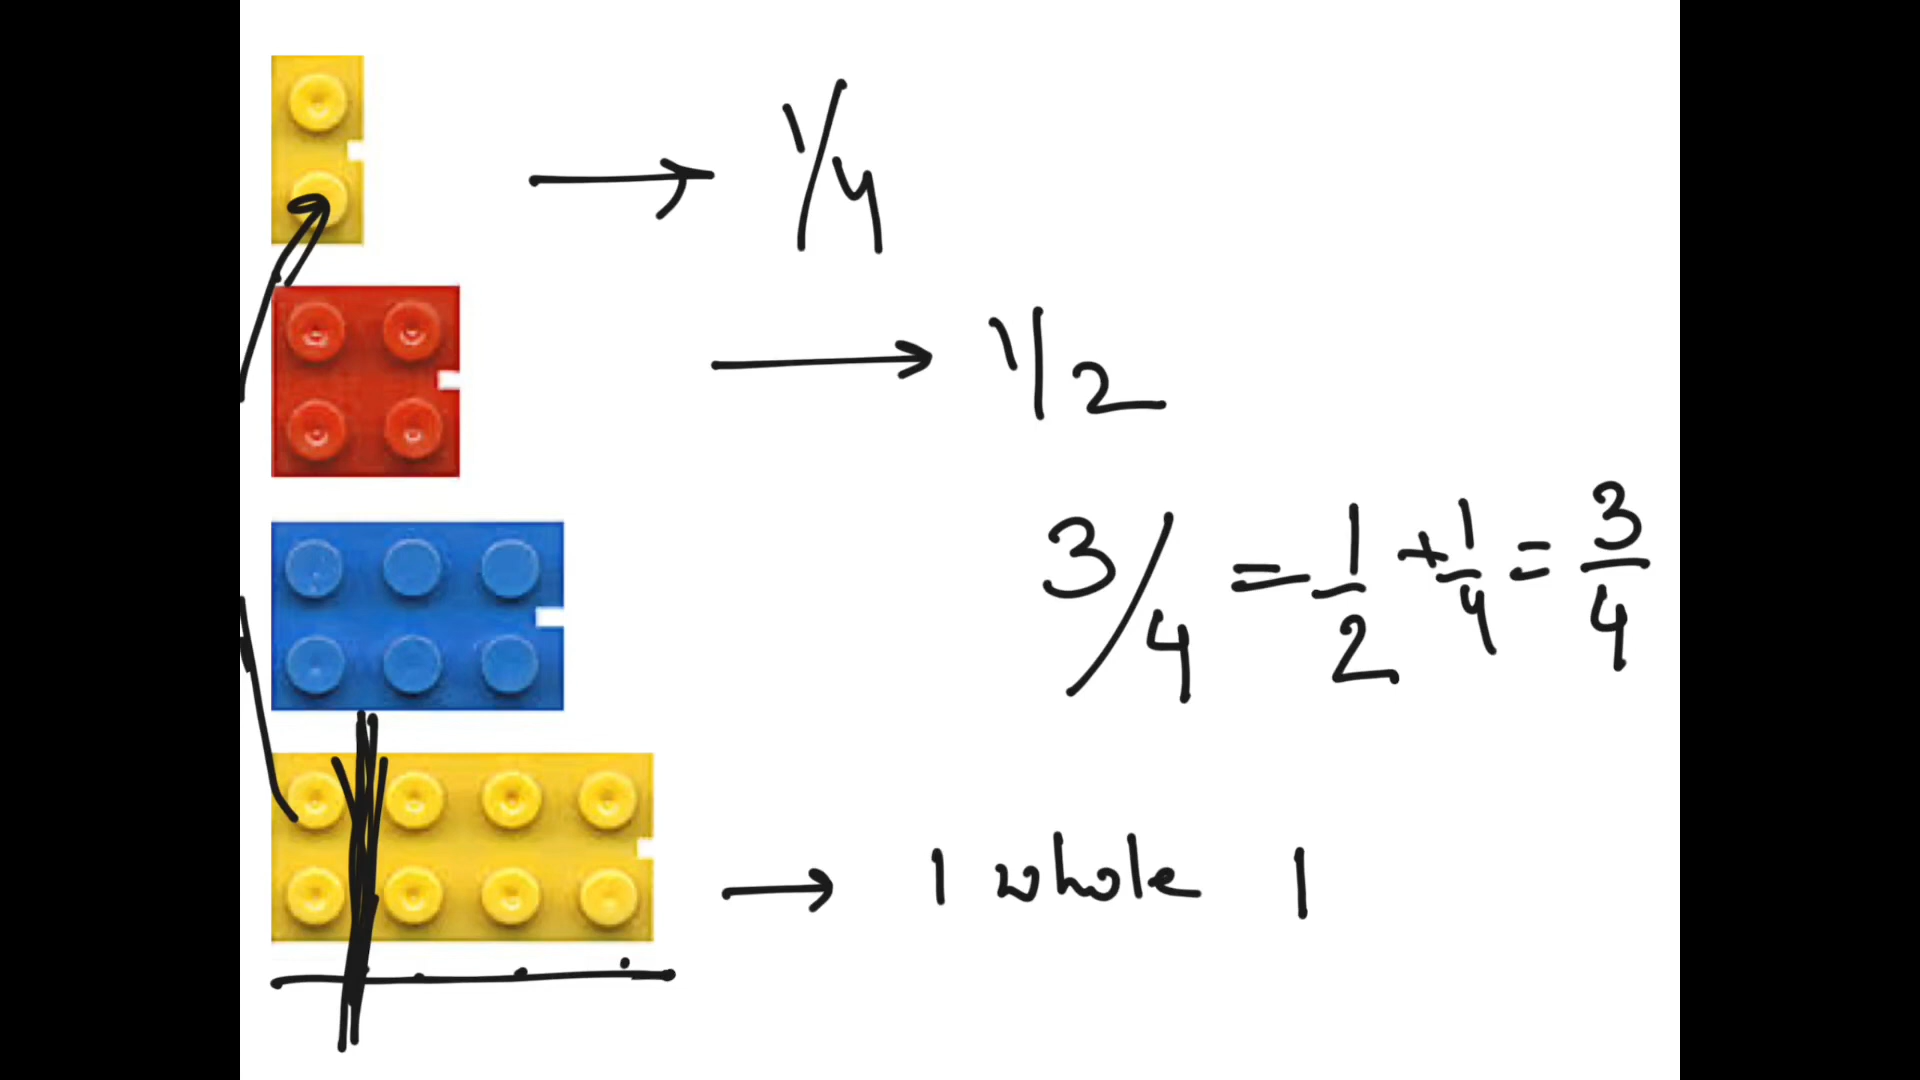 → 1/4
→ 1/2
3/4 = 1/2 + 1/4 = 3/4
→ 1 whole 1